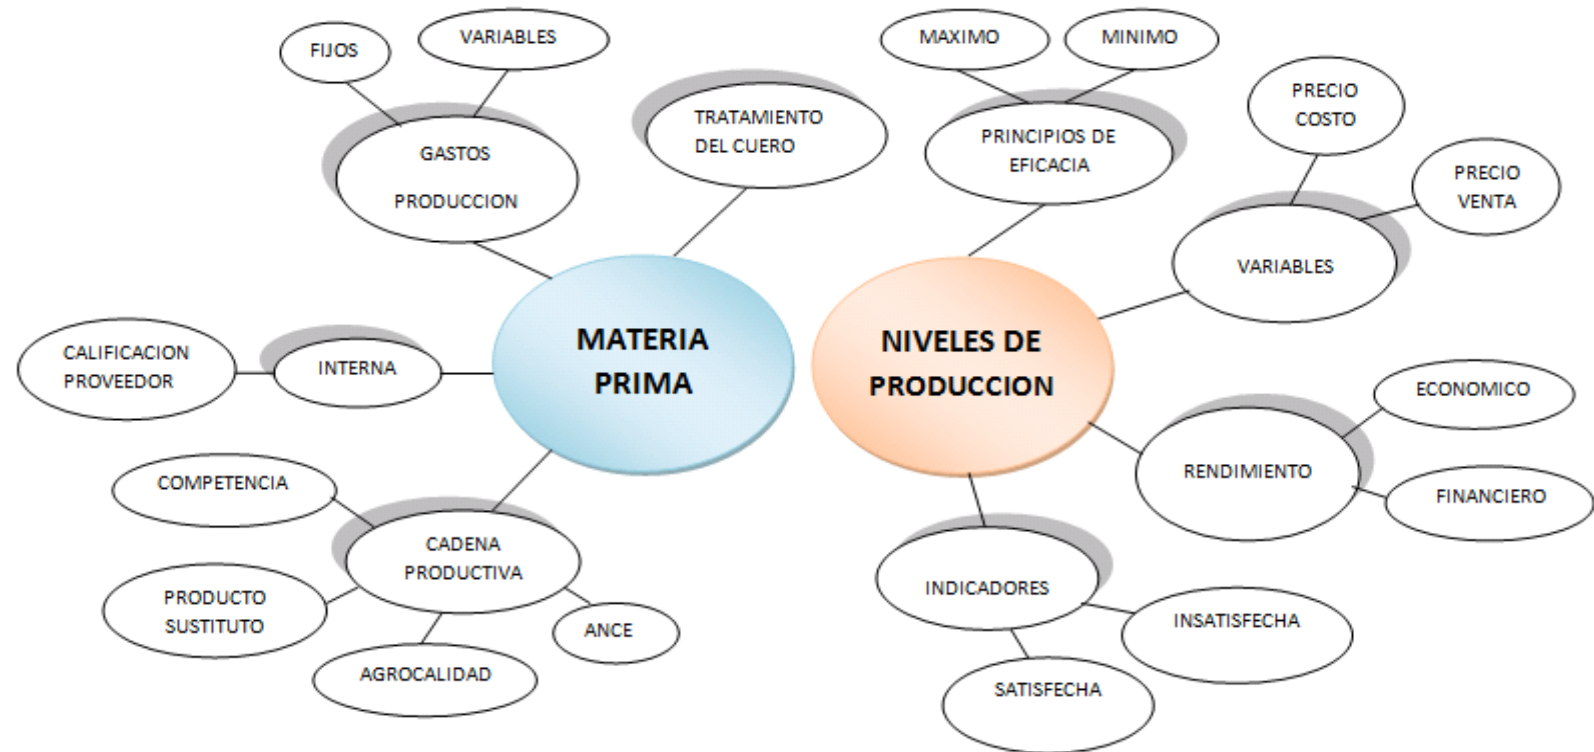 FIJOS
VARIABLES
GASTOS
PRODUCCION
TRATAMIENTO
DEL CUERO
MATERIA
PRIMA
INTERNA
CALIFICACION
PROVEEDOR
CADENA
PRODUCTIVA
COMPETENCIA
PRODUCTO
SUSTITUTO
AGROCALIDAD
ANCE
MAXIMO
MINIMO
PRINCIPIOS DE
EFICACIA
PRECIO
COSTO
PRECIO
VENTA
VARIABLES
NIVELES DE
PRODUCCION
ECONOMICO
RENDIMIENTO
FINANCIERO
INDICADORES
INSATISFECHA
SATISFECHA